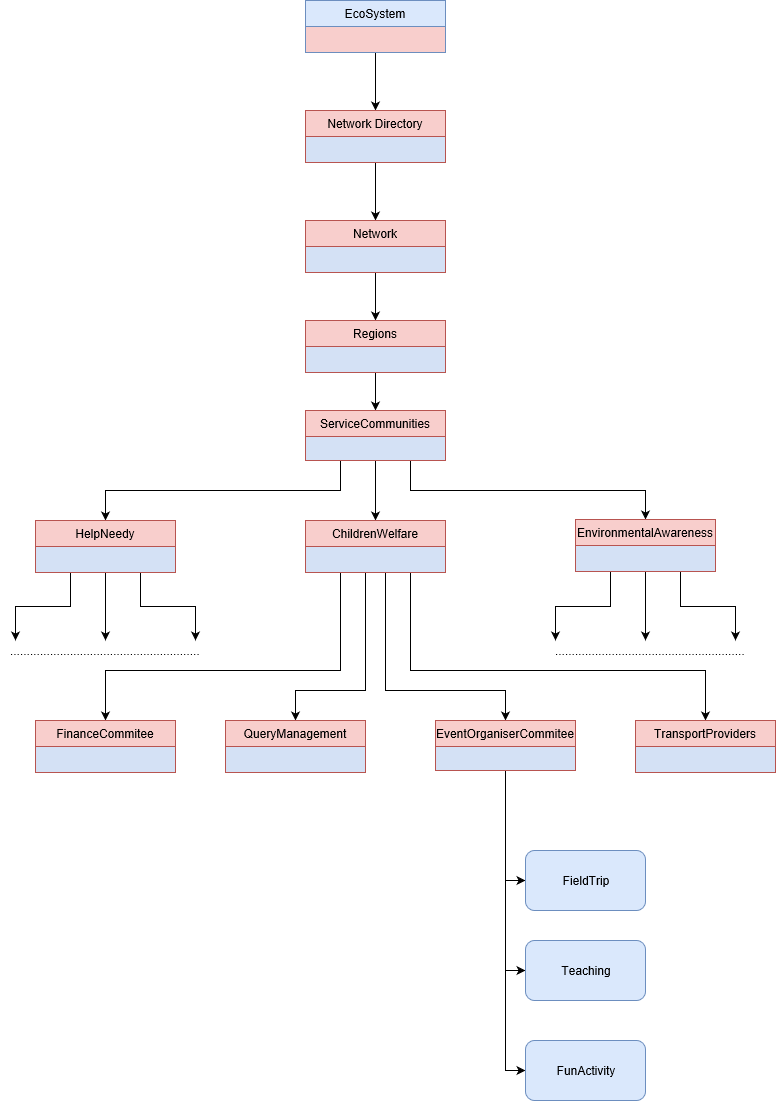 EcoSystem
Network Directory
Network
Regions
ServiceCommunities
HelpNeedy
ChildrenWelfare
EnvironmentalAwareness
FinanceCommitee
QueryManagement
EventOrganiserCommitee
TransportProviders
FieldTrip
Teaching
FunActivity